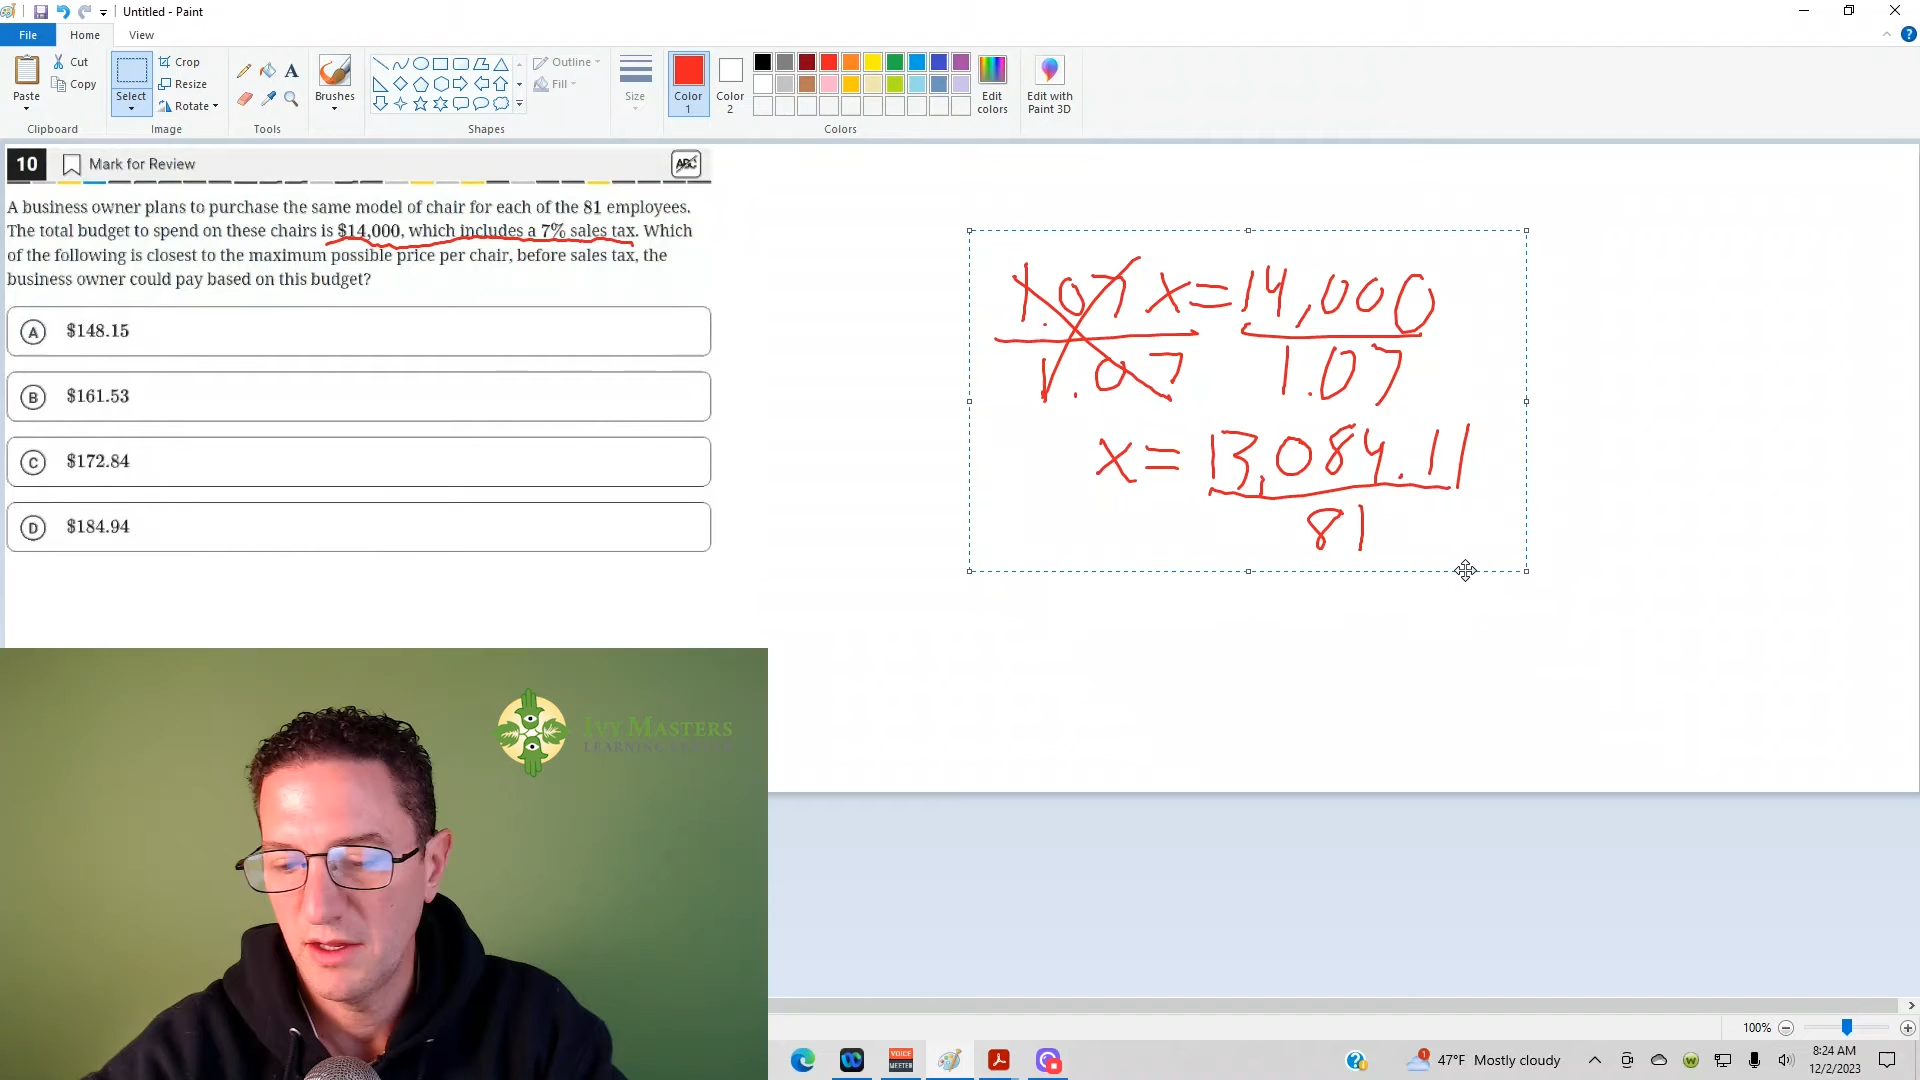 Untitled - Paint
File Home View
Paste Cut Copy Clipboard
Select Crop Resize Rotate Image
A Tools
Brushes
Outline Fill Shapes
Size
Color 1 Color 2 Edit colors Colors
Edit with Paint 3D
10 Mark for Review ABC
A business owner plans to purchase the same model of chair for each of the 81 employees.
The total budget to spend on these chairs is $14,000, which includes a 7% sales tax. Which
of the following is closest to the maximum possible price per chair, before sales tax, the
business owner could pay based on this budget?
A $148.15
B $161.53
C $172.84
D $184.94
1.07 x = 14,000
1.07 1.07
x = 13,084.11
81
IVY MASTERS
LEARNING CENTER
100%
VOICE MEETER
1 47°F Mostly cloudy
8:24 AM
12/2/2023